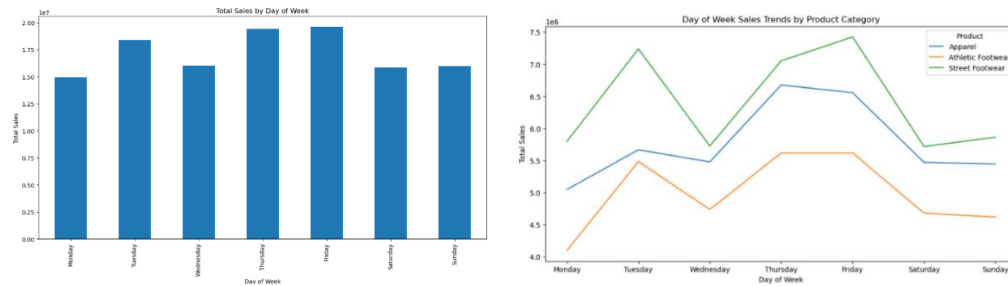 Total Sales by Day of Week
1e7
2.00
1.75
1.50
1.25
1.00
0.75
0.50
0.25
0.00
Total Sales
Monday
Tuesday
Wednesday
Thursday
Friday
Saturday
Sunday
Day of Week
Day of Week Sales Trends by Product Category
1e6
7.5
7.0
6.5
6.0
5.5
5.0
4.5
4.0
Total Sales
Product
Apparel
Athletic Footwear
Street Footwear
Monday
Tuesday
Wednesday
Thursday
Friday
Saturday
Sunday
Day of Week